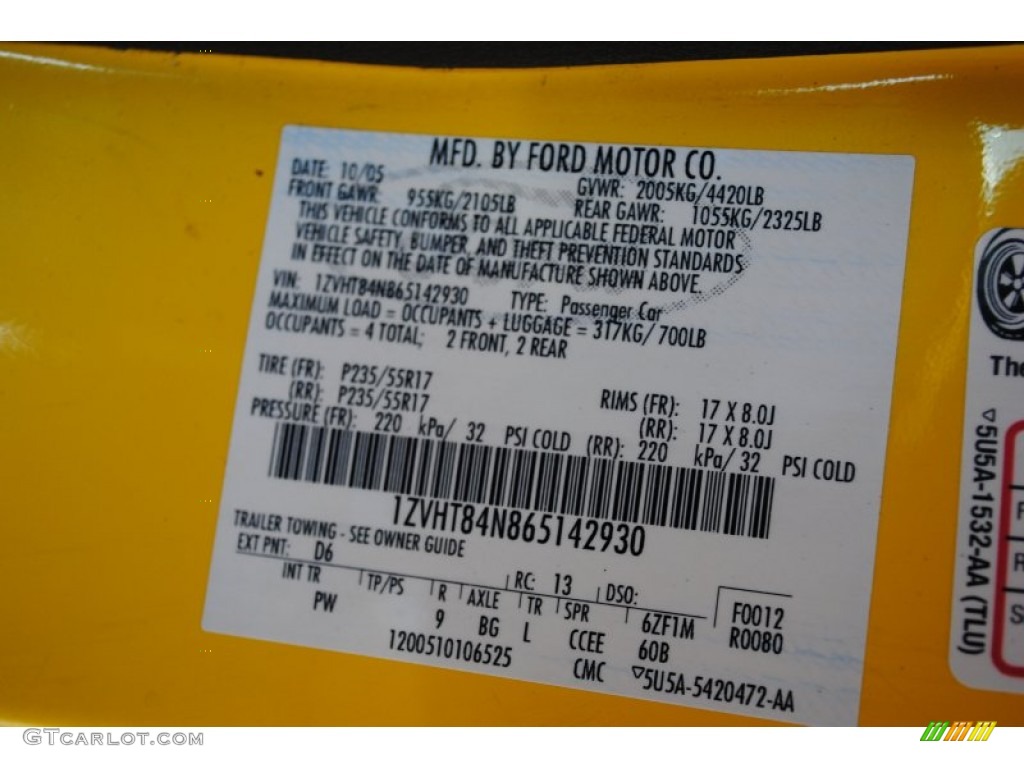 MFD. BY FORD MOTOR CO.
DATE: 10/05 GVWR: 2005KG/4420LB
FRONT GAWR: 955KG/2105LB REAR GAWR: 1055KG/2325LB
THIS VEHICLE CONFORMS TO ALL APPLICABLE FEDERAL MOTOR
VEHICLE SAFETY, BUMPER, AND THEFT PREVENTION STANDARDS
IN EFFECT ON THE DATE OF MANUFACTURE SHOWN ABOVE.
VIN: 1ZVHT84N865142930 TYPE: Passenger Car
MAXIMUM LOAD = OCCUPANTS + LUGGAGE = 317KG/700LB
OCCUPANTS = 4 TOTAL; 2 FRONT, 2 REAR
TIRE (FR): P235/55R17 RIMS (FR): 17 X 8.0J
(RR): P235/55R17 (RR): 17 X 8.0J
PRESSURE (FR): 220 kPa/ 32 PSI COLD (RR): 220 kPa/ 32 PSI COLD
1ZVHT84N865142930
TRAILER TOWING - SEE OWNER GUIDE
EXT PNT: D6 RC: 13 DSO: F0012
INT TR TP/PS R AXLE TR SPR 6ZF1M R0080
PW 9 BG L CCEE 60B
1200510106525 CMC ▽5U5A-5420472-AA
The
▽5U5A-1532-AA (TLU)
F
R
S
GTcarlot.com